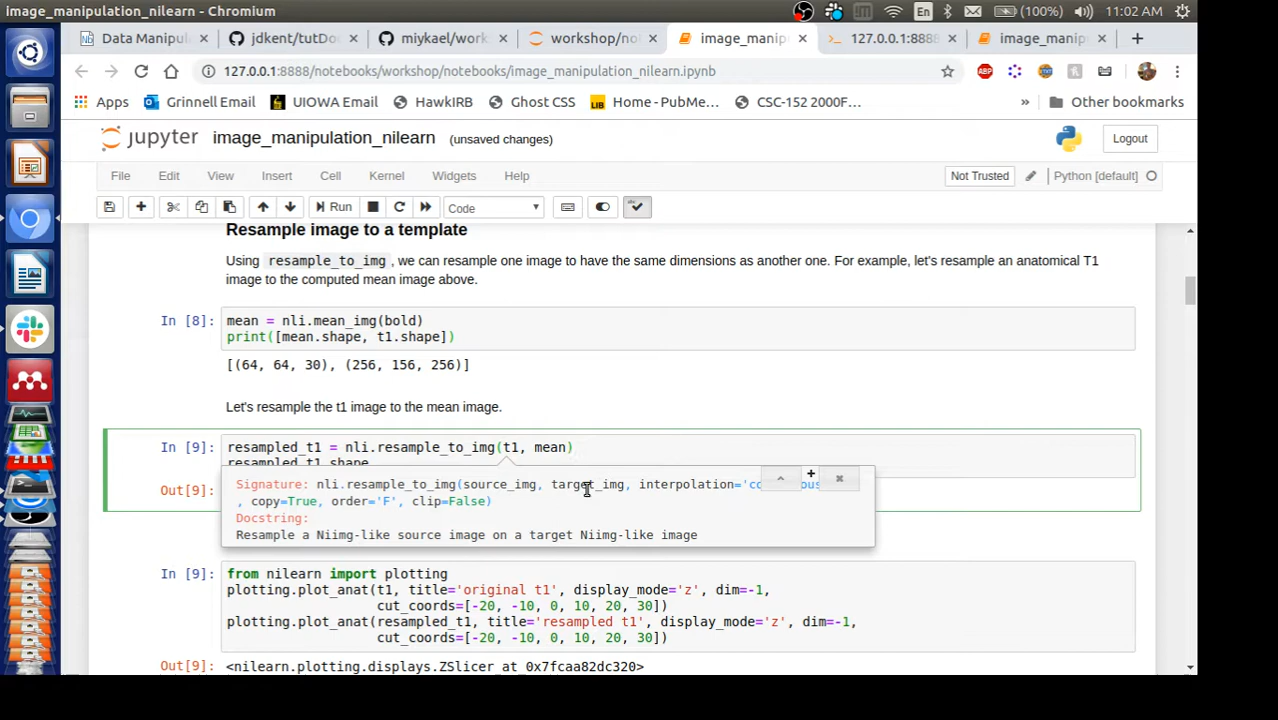 image_manipulation_nilearn - Chromium
En
(100%)
11:02 AM
Nb Data Manipul
jdkent/tutDo
miykael/work
workshop/no
image_manip
127.0.0.1:888
image_manip
127.0.0.1:8888/notebooks/workshop/notebooks/image_manipulation_nilearn.ipynb
ABP
Apps
Grinnell Email
UIOWA Email
HawkIRB
Ghost CSS
LIB
Home - PubMe...
CSC-152 2000F...
»
Other bookmarks
jupyter
image_manipulation_nilearn
(unsaved changes)
Logout
File
Edit
View
Insert
Cell
Kernel
Widgets
Help
Not Trusted
Python [default]
Run
Code
Resample image to a template
Using resample_to_img, we can resample one image to have the same dimensions as another one. For example, let's resample an anatomical T1
image to the computed mean image above.
In [8]: mean = nli.mean_img(bold)
print([mean.shape, t1.shape])
[(64, 64, 30), (256, 156, 256)]
Let's resample the t1 image to the mean image.
In [9]: resampled_t1 = nli.resample_to_img(t1, mean)
resampled_t1.shape
Out[9]:
Signature: nli.resample_to_img(source_img, target_img, interpolation='co
ous
, copy=True, order='F', clip=False)
Docstring:
Resample a Niimg-like source image on a target Niimg-like image
In [9]: from nilearn import plotting
plotting.plot_anat(t1, title='original t1', display_mode='z', dim=-1,
cut_coords=[-20, -10, 0, 10, 20, 30])
plotting.plot_anat(resampled_t1, title='resampled t1', display_mode='z', dim=-1,
cut_coords=[-20, -10, 0, 10, 20, 30])
Out[9]: <nilearn.plotting.displays.ZSlicer at 0x7fcaa82dc320>